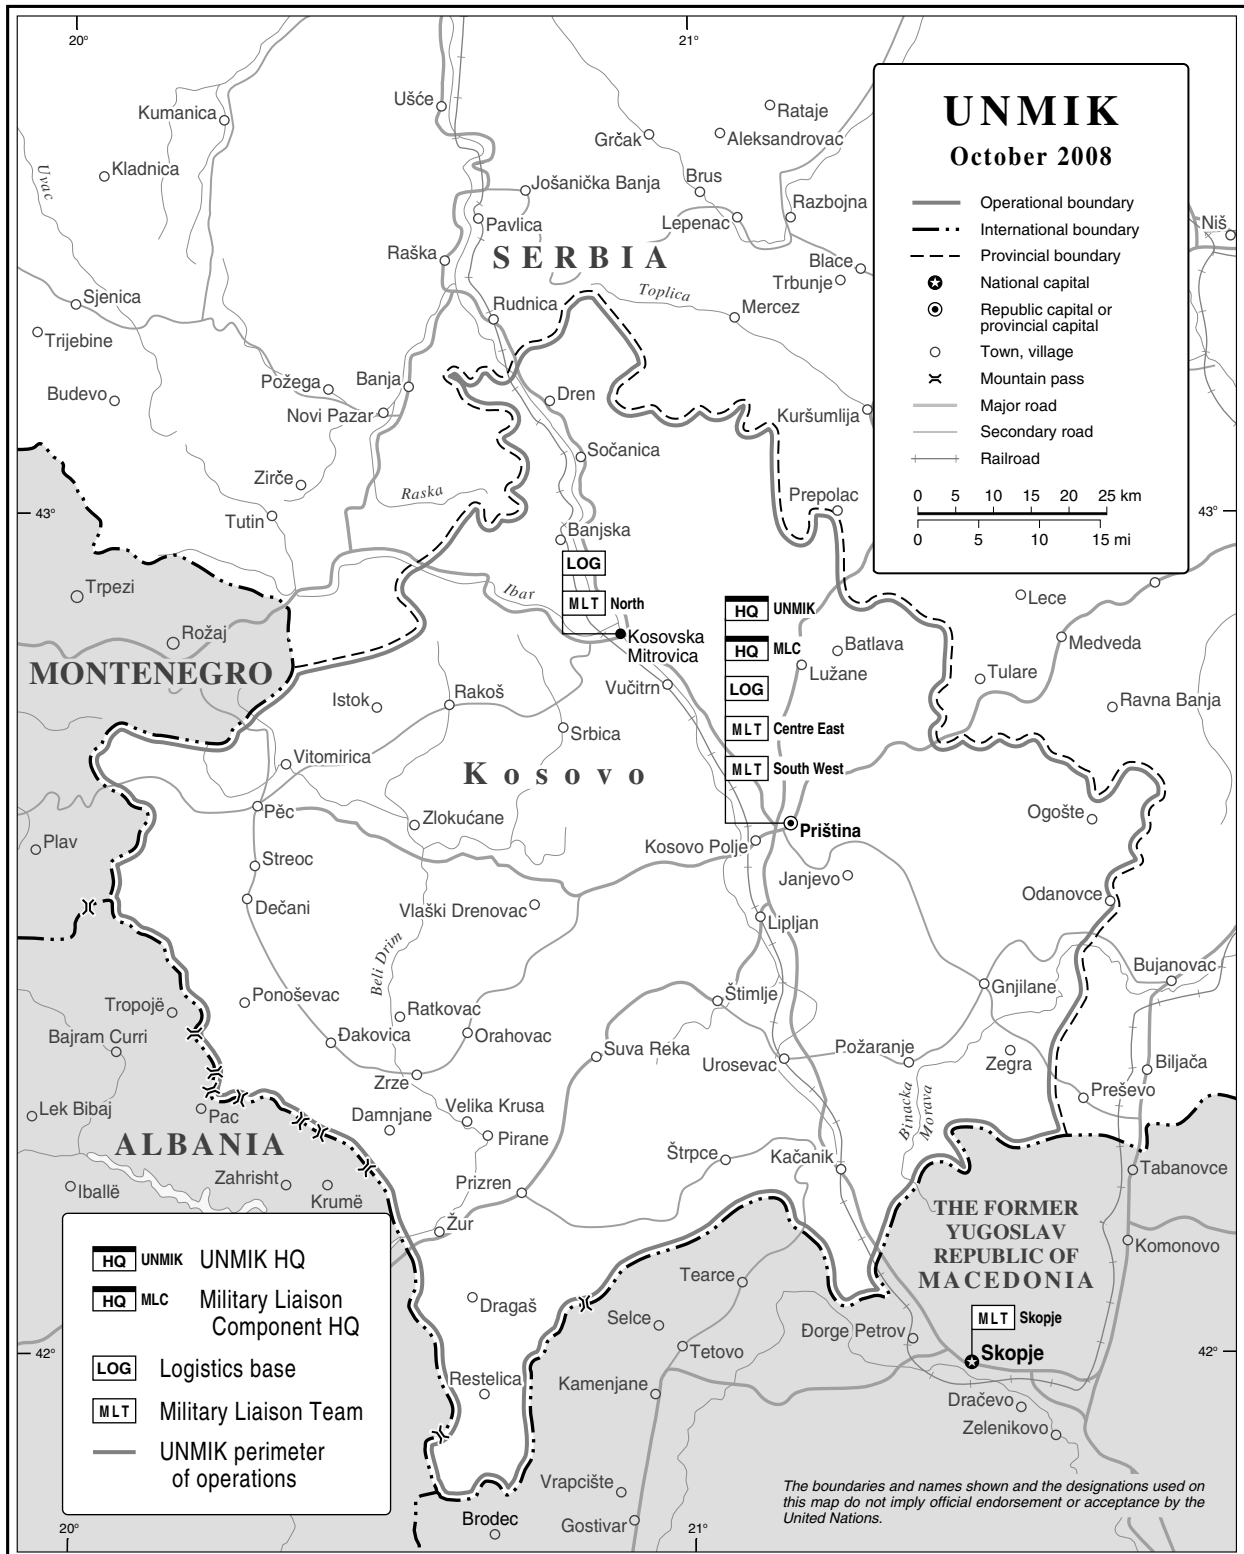 20°
21°
UNMIK
October 2008
Operational boundary
International boundary
Provincial boundary
National capital
Republic capital or
provincial capital
Town, village
Mountain pass
Major road
Secondary road
Railroad
0 5 10 15 20 25 km
0 5 10 15 mi
Ušće
Kumanica
Rataje
Grčak
Aleksandrovac
Kladnica
Uvac
Jošanička Banja
Brus
Razbojna
Pavlica
Lepenac
Niš
Raška
SERBIA
Blace
Trbunje
Toplica
Sjenica
Rudnica
Mercez
Trijebine
Požega
Banja
Budevo
Dren
Novi Pazar
Kuršumlija
Sočanica
Zirče
Raska
Prepolac
43°
43°
Tutin
Banjska
LOG
Ibar
MLT North
Trpezi
Lece
HQ UNMIK
Rožaj
Kosovska
Mitrovica
HQ MLC
Batlava
Medveda
MONTENEGRO
Lužane
Vučitrn
Tulare
LOG
Istok
Rakoš
Ravna Banja
Srbica
MLT Centre East
Vitomirica
Kosovo
MLT South West
Pěc
Zlokućane
Ogošte
Priština
Plav
Kosovo Polje
Streoc
Janjevo
Dečani
Vlaški Drenovac
Odanovce
Lipljan
Beli Drim
Bujanovac
Ponoševac
Štimlje
Gnjilane
Tropojë
Ratkovac
Bajram Curri
Đakovica
Orahovac
Suva Reka
Požaranje
Urosevac
Zegra
Biljača
Zrze
Preševo
Lek Bibaj
Pac
Damnjane
Velika Krusa
Binacka
Morava
ALBANIA
Pirane
Štrpce
Kačanik
Tabanovce
Iballë
Zahrisht
Krumë
Prizren
THE FORMER
YUGOSLAV
REPUBLIC OF
MACEDONIA
Žur
Komonovo
HQ UNMIK UNMIK HQ
HQ MLC Military Liaison
Component HQ
LOG Logistics base
MLT Military Liaison Team
UNMIK perimeter
of operations
Tearce
Dragaš
Selce
MLT Skopje
Đorge Petrov
Skopje
42°
42°
Tetovo
Restelica
Kamenjane
Dračevo
Zelenikovo
Vrapcište
Brodec
Gostivar
The boundaries and names shown and the designations used on
this map do not imply official endorsement or acceptance by the
United Nations.
20°
21°